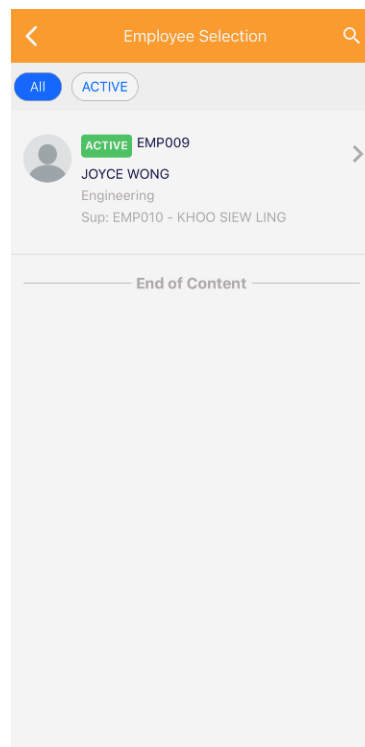 Employee Selection
All ACTIVE
ACTIVE EMP009
JOYCE WONG
Engineering
Sup: EMP010 - KHOO SIEW LING
End of Content